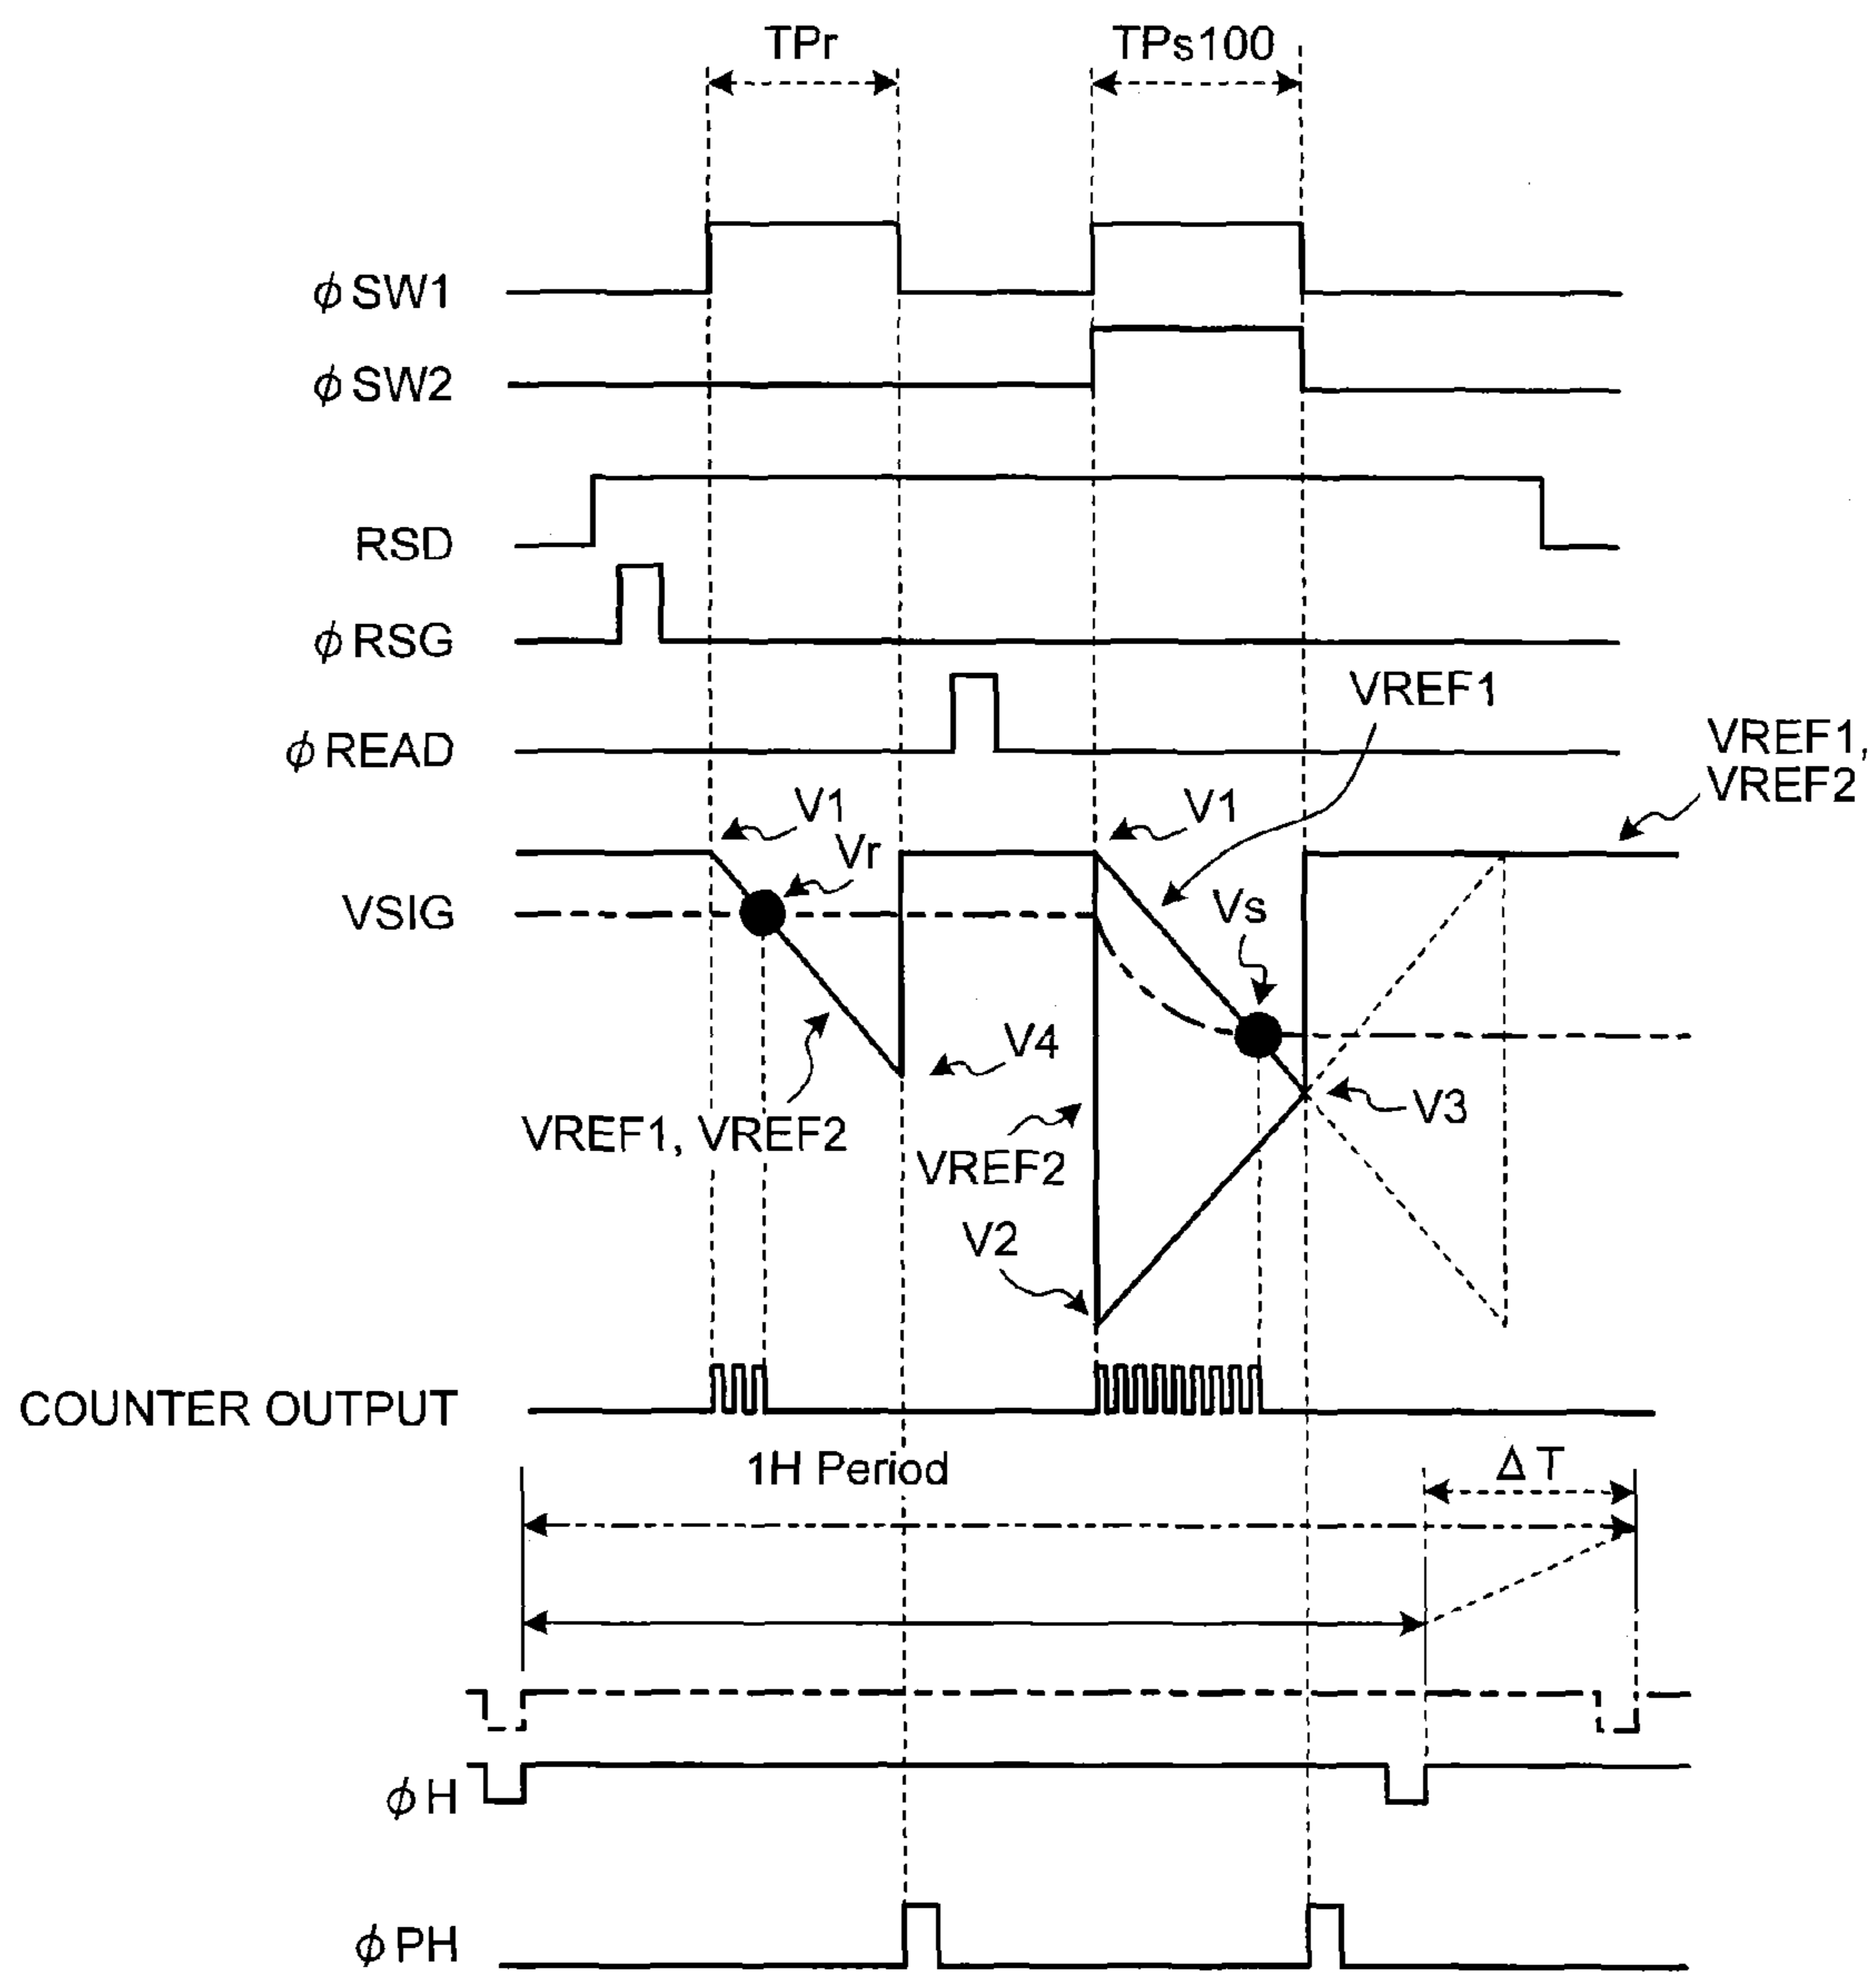 TPr
TPs100
ϕSW1
ϕSW2
RSD
ϕRSG
ϕREAD
VREF1
VREF1,
VREF2
V1
V1
Vr
VSIG
Vs
V4
V3
VREF1, VREF2
VREF2
V2
COUNTER OUTPUT
1H Period
ΔT
ϕH
ϕPH